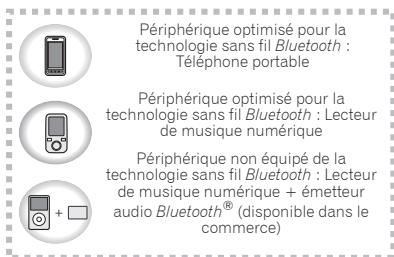 Périphérique optimisé pour la
technologie sans fil Bluetooth :
Téléphone portable
Périphérique optimisé pour la
technologie sans fil Bluetooth : Lecteur
de musique numérique
Périphérique non équipé de la
technologie sans fil Bluetooth : Lecteur
de musique numérique + émetteur
audio Bluetooth® (disponible dans le
commerce)
+